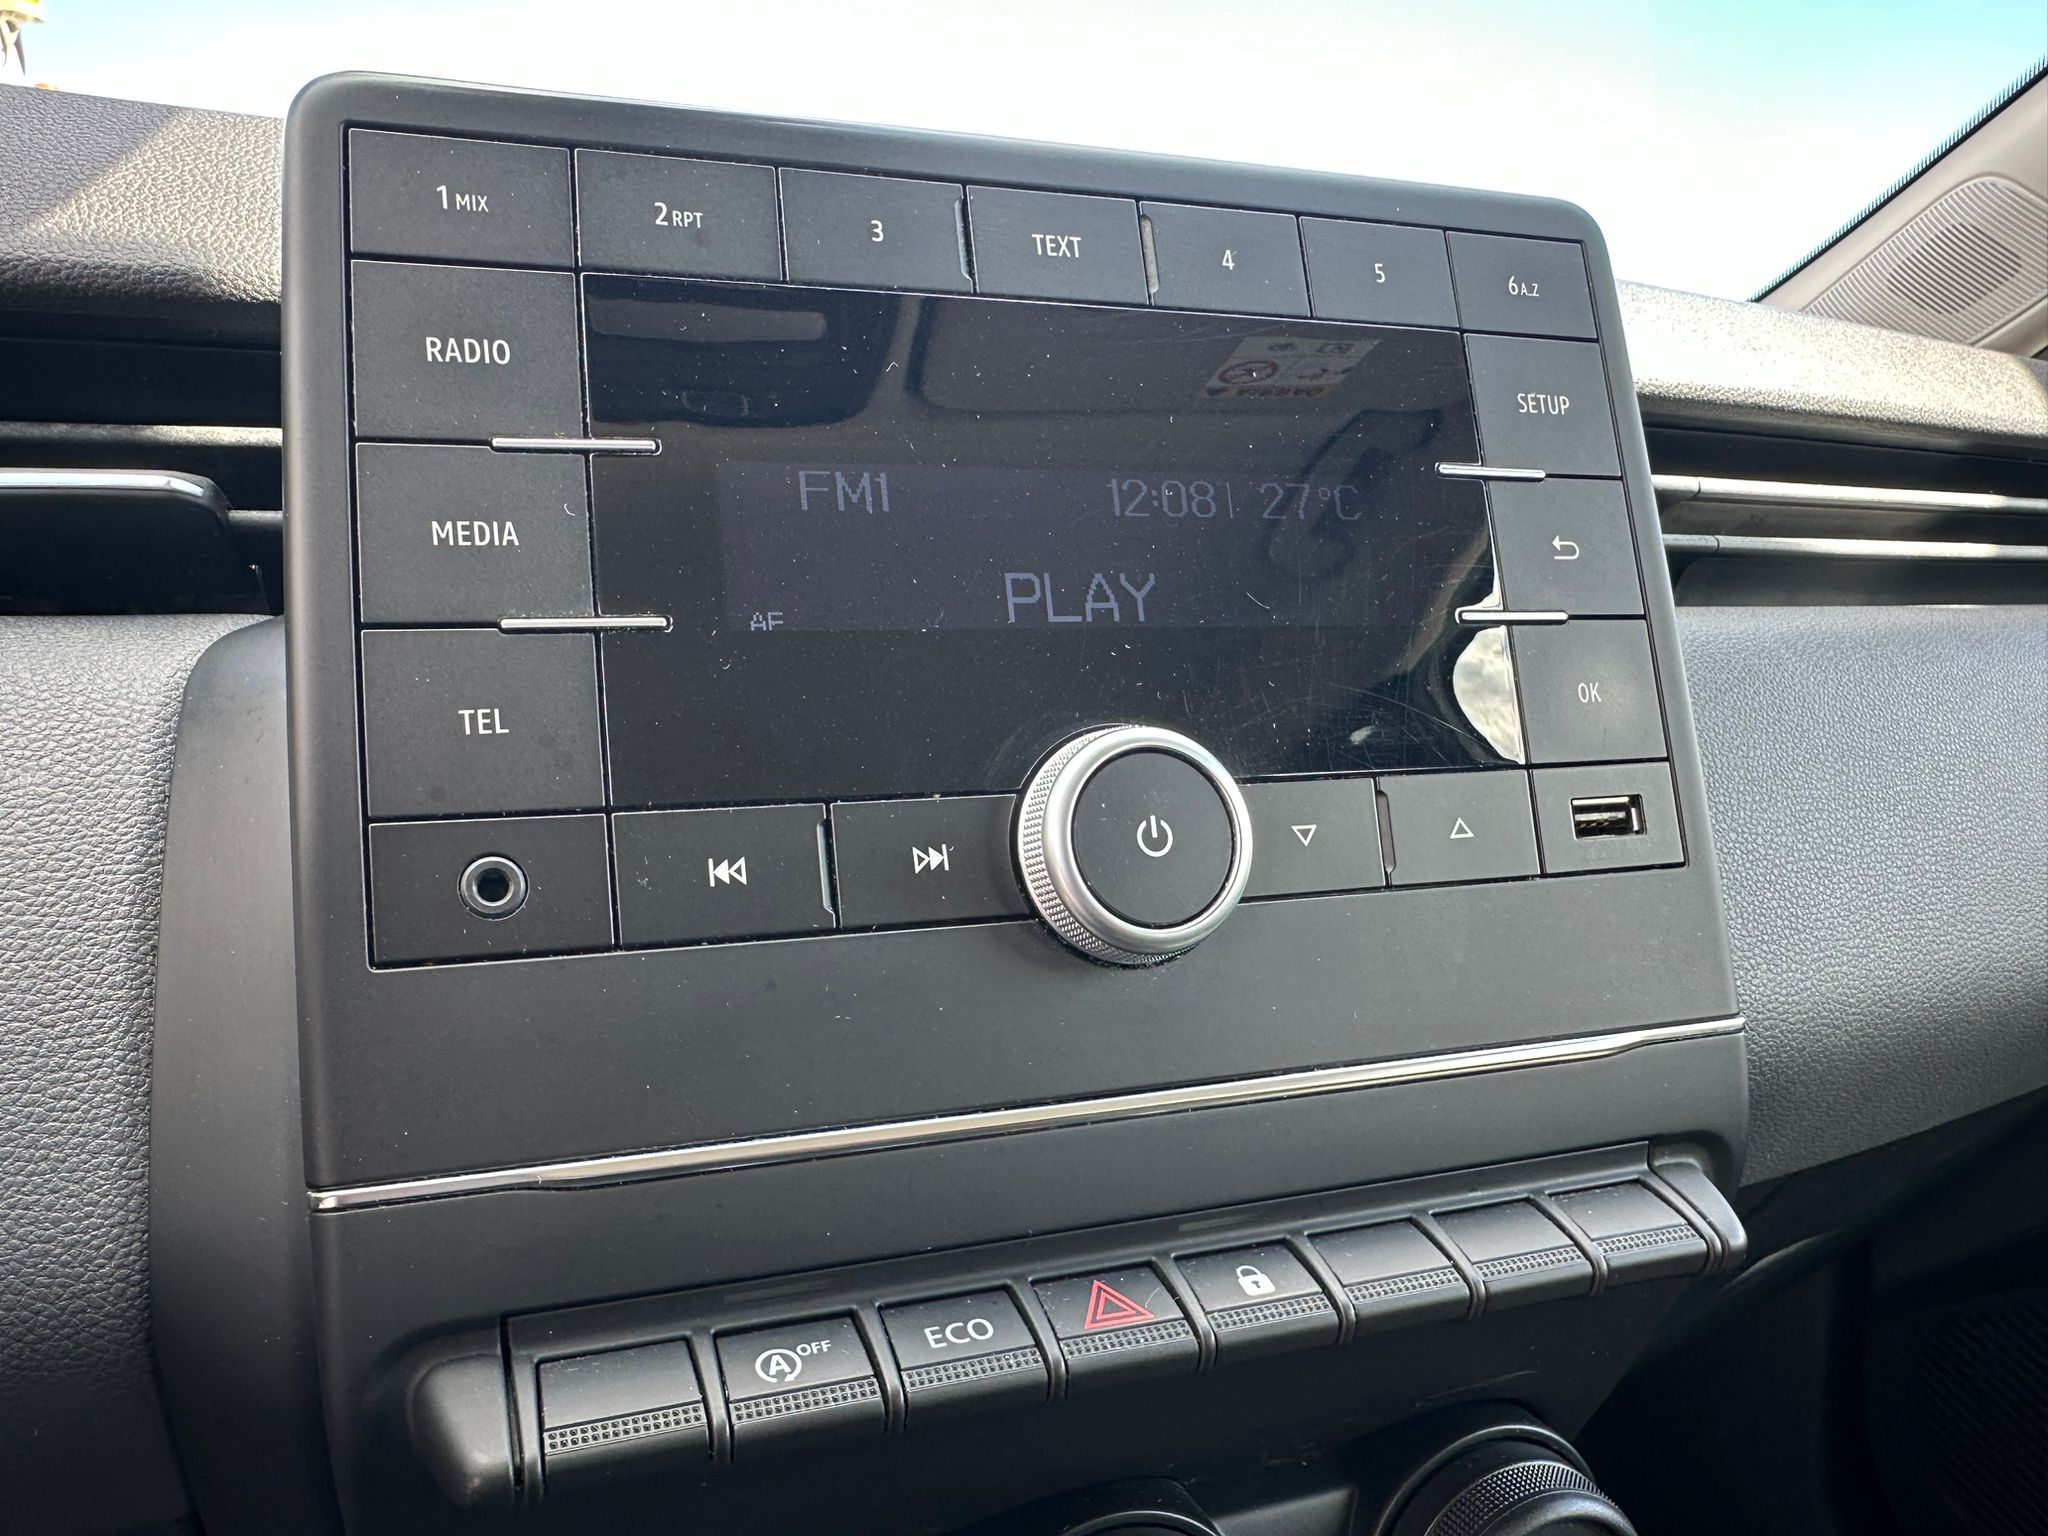 1 MIX
2 RPT
3
TEXT
4
5
6 A_Z
RADIO
SETUP
MEDIA
FM1
12:08 | 27°C
PLAY
AF
TEL
OK
A OFF
ECO